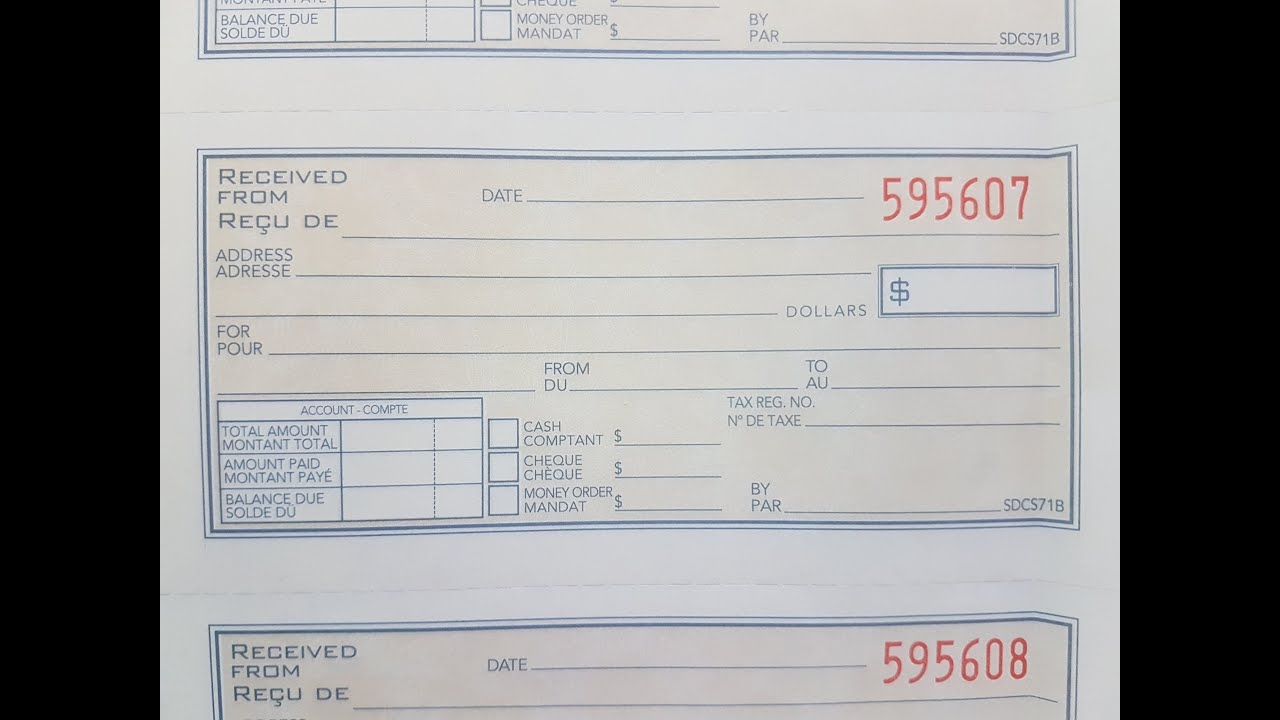 MONTANT PAYÉ
CHÈQUE $
BALANCE DUE
SOLDE DÛ
MONEY ORDER
MANDAT $
BY
PAR
SDCS71B
RECEIVED
FROM
REÇU DE
DATE
595607
ADDRESS
ADRESSE
$
DOLLARS
FOR
POUR
FROM
DU
TO
AU
ACCOUNT - COMPTE
TAX REG. NO.
Nº DE TAXE
TOTAL AMOUNT
MONTANT TOTAL
CASH
COMPTANT $
AMOUNT PAID
MONTANT PAYÉ
CHEQUE
CHÈQUE $
BALANCE DUE
SOLDE DÛ
MONEY ORDER
MANDAT $
BY
PAR
SDCS71B
RECEIVED
FROM
REÇU DE
DATE
595608